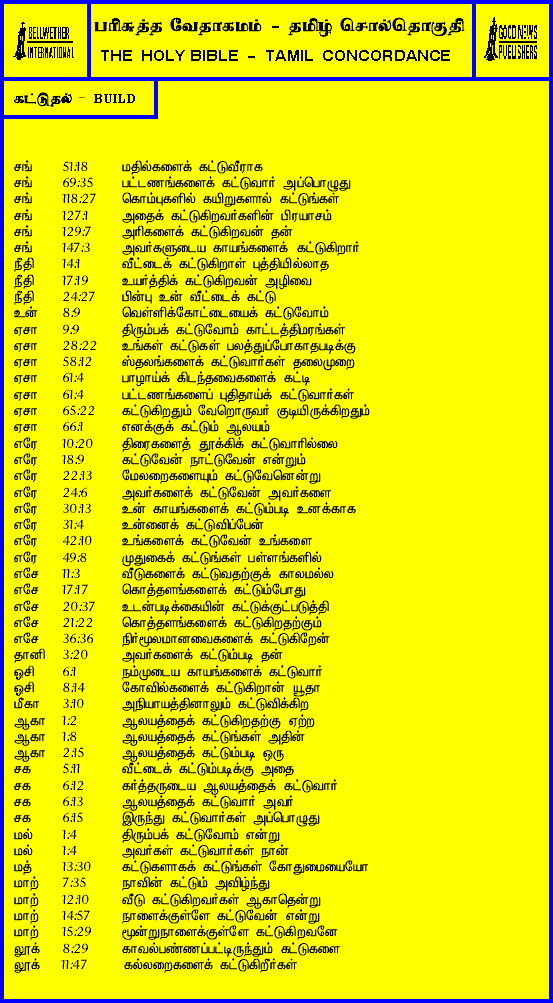 BELLWETHER
INTERNATIONAL
பரிசுத்த வேதாகமம் - தமிழ் சொல்தொகுதி
THE HOLY BIBLE - TAMIL CONCORDANCE
GOOD NEWS
PUBLISHERS
கட்டுதல் - BUILD
சங் 51:18 மதில்களைக் கட்டுவீராக
சங் 69:35 பட்டணங்களைக் கட்டுவார் அப்பொழுது
சங் 118:27 கொம்புகளில் கயிறுகளால் கட்டுங்கள்
சங் 127:1 அதைக் கட்டுகிறவர்களின் பிரயாசம்
சங் 129:7 அரிகளைக் கட்டுகிறவன் தன்
சங் 147:3 அவர்களுடைய காயங்களைக் கட்டுகிறார்
நீதி 14:1 வீட்டைக் கட்டுகிறாள் புத்தியில்லாத
நீதி 17:19 உயர்த்திக் கட்டுகிறவன் அழிவை
நீதி 24:27 பின்பு உன் வீட்டைக் கட்டு
உன் 8:9 வெள்ளிக்கோட்டையைக் கட்டுவோம்
ஏசா 9:9 திரும்பக் கட்டுவோம் காட்டத்திமரங்கள்
ஏசா 28:22 உங்கள் கட்டுகள் பலத்துப்போகாதபடிக்கு
ஏசா 58:12 ஸ்தலங்களைக் கட்டுவார்கள் தலைமுறை
ஏசா 61:4 பாழாய்க் கிடந்தவைகளைக் கட்டி
ஏசா 61:4 பட்டணங்களைப் புதிதாய்க் கட்டுவார்கள்
ஏசா 65:22 கட்டுகிறதும் வேறொருவர் குடியிருக்கிறதும்
ஏசா 66:1 எனக்குக் கட்டும் ஆலயம்
எரே 10:20 திரைகளைத் தூக்கிக் கட்டுவாரில்லை
எரே 18:9 கட்டுவேன் நாட்டுவேன் என்றும்
எரே 22:13 மேலறைகளையும் கட்டுவேனென்று
எரே 24:6 அவர்களைக் கட்டுவேன் அவர்களை
எரே 30:13 உன் காயங்களைக் கட்டும்படி உனக்காக
எரே 31:4 உன்னைக் கட்டுவிப்பேன்
எரே 42:10 உங்களைக் கட்டுவேன் உங்களை
எரே 49:8 முதுகைக் கட்டுங்கள் பள்ளங்களில்
எசே 11:3 வீடுகளைக் கட்டுவதற்குக் காலமல்ல
எசே 17:17 கொத்தளங்களைக் கட்டும்போது
எசே 20:37 உடன்படிக்கையின் கட்டுக்குட்படுத்தி
எசே 21:22 கொத்தளங்களைக் கட்டுகிறதற்கும்
எசே 36:36 நிர்மூலமானவைகளைக் கட்டுகிறேன்
தானி 3:20 அவர்களைக் கட்டும்படி தன்
ஓசி 6:1 நம்முடைய காயங்களைக் கட்டுவார்
ஓசி 8:14 கோவில்களைக் கட்டுகிறான் யூதா
மீகா 3:10 அநியாயத்தினாலும் கட்டுவிக்கிற
ஆகா 1:2 ஆலயத்தைக் கட்டுகிறதற்கு ஏற்ற
ஆகா 1:8 ஆலயத்தைக் கட்டுங்கள் அதின்
ஆகா 2:15 ஆலயத்தைக் கட்டும்படி ஒரு
சக 5:11 வீட்டைக் கட்டும்படிக்கு அதை
சக 6:12 கர்த்தருடைய ஆலயத்தைக் கட்டுவார்
சக 6:13 ஆலயத்தைக் கட்டுவார் அவர்
சக 6:15 இருந்து கட்டுவார்கள் அப்பொழுது
மல் 1:4 திரும்பக் கட்டுவோம் என்று
மல் 1:4 அவர்கள் கட்டுவார்கள் நான்
மத் 13:30 கட்டுகளாகக் கட்டுங்கள் கோதுமையையோ
மாற் 7:35 நாவின் கட்டும் அவிழ்ந்து
மாற் 12:10 வீடு கட்டுகிறவர்கள் ஆகாதென்று
மாற் 14:57 நாளைக்குள்ளே கட்டுவேன் என்று
மாற் 15:29 மூன்றுநாளைக்குள்ளே கட்டுகிறவனே
லூக் 8:29 காவல்பண்ணப்பட்டிருந்தும் கட்டுகளை
லூக் 11:47 கல்லறைகளைக் கட்டுகிறீர்கள்